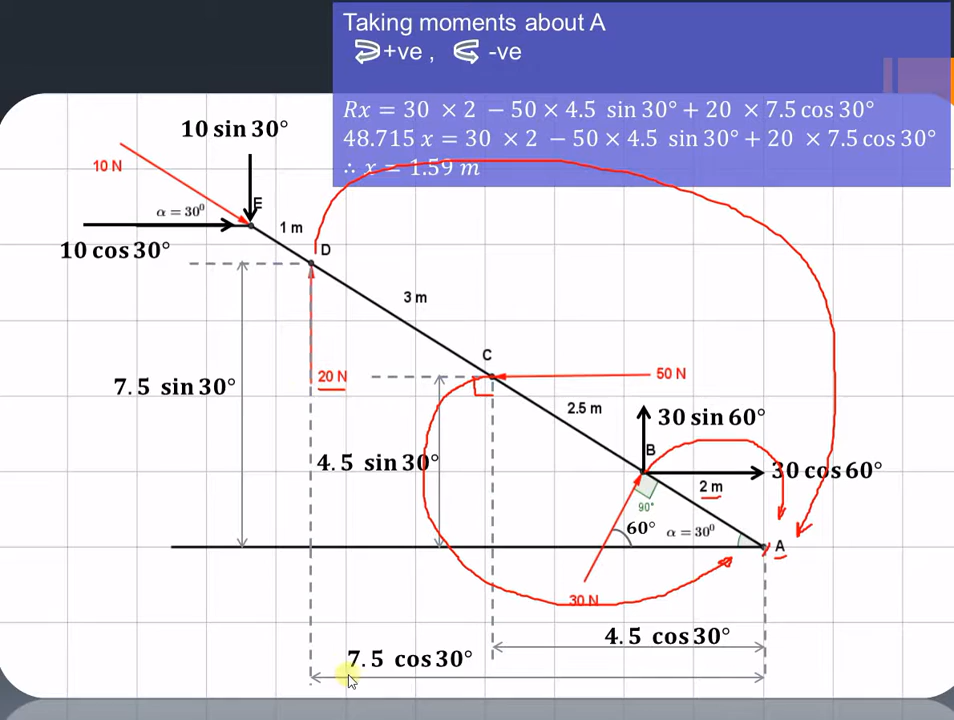 Taking moments about A
+ve , -ve
Rx = 30 × 2 − 50 × 4.5 sin 30° + 20 × 7.5 cos 30°
48.715 x = 30 × 2 − 50 × 4.5 sin 30° + 20 × 7.5 cos 30°
∴ x = 1.59 m
10 sin 30°
10 N
α = 30⁰
E
1 m
10 cos 30°
D
3 m
C
20 N
50 N
7.5 sin 30°
2.5 m
30 sin 60°
B
4.5 sin 30°
30 cos 60°
2 m
90°
60°
α = 30⁰
A
30 N
4.5 cos 30°
7.5 cos 30°